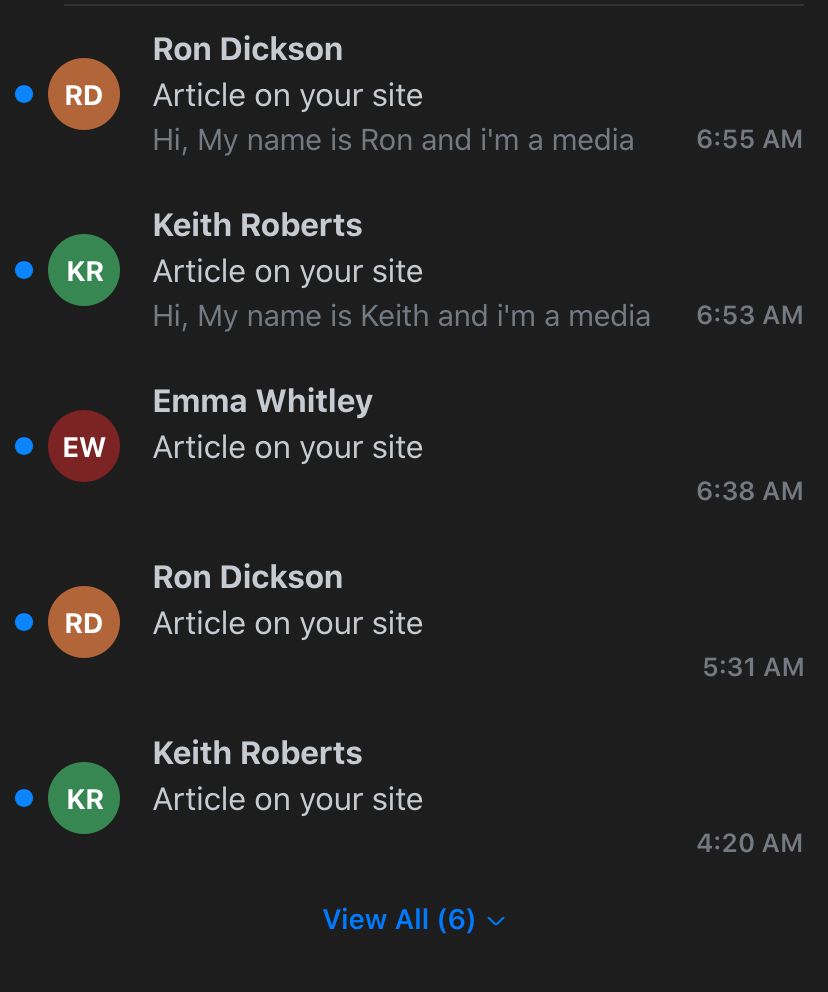 Ron Dickson
RD
Article on your site
Hi, My name is Ron and i'm a media
6:55 AM
Keith Roberts
KR
Article on your site
Hi, My name is Keith and i'm a media
6:53 AM
Emma Whitley
EW
Article on your site
6:38 AM
Ron Dickson
RD
Article on your site
5:31 AM
Keith Roberts
KR
Article on your site
4:20 AM
View All (6)